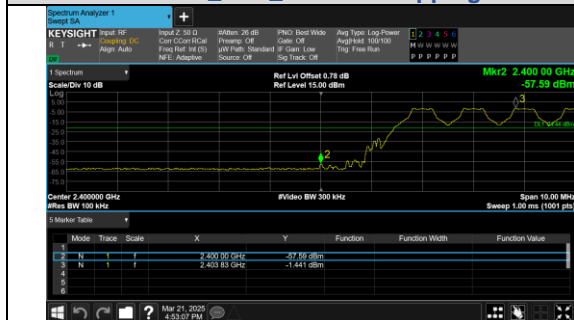 Spectrum Analyzer 1
Swept SA
+
KEYSIGHT Input: RF Input Z: 50 Ω #Atten: 26 dB PNO: Best Wide Avg Type: Log-Power 1 2 3 4 5 6
R T Coupling: DC Corr CCorr RCal Preamp: Off Gate: Off Avg|Hold: 100/100 M W W W W W
Align: Auto Freq Ref: Int (S) µW Path: Standard IF Gain: Low Trig: Free Run P P P P P P
NFE: Adaptive Source: Off Sig Track: Off
1 Spectrum Ref Lvl Offset 0.78 dB Mkr2 2.400 00 GHz
Scale/Div 10 dB Ref Level 15.00 dBm -57.59 dBm
Log
5.00
-5.00
-15.0
-25.0
-35.0
-45.0
-55.0
-65.0
-75.0
3
2
Center 2.400000 GHz #Video BW 300 kHz Span 10.00 MHz
#Res BW 100 kHz Sweep 1.00 ms (1001 pts)
5 Marker Table
Mode Trace Scale X Y Function Function Width Function Value
1
2 N 1 f 2.400 00 GHz -57.59 dBm
3 N 1 f 2.403 83 GHz -1.441 dBm
4
5
6
? Mar 21, 2025
4:53:07 PM